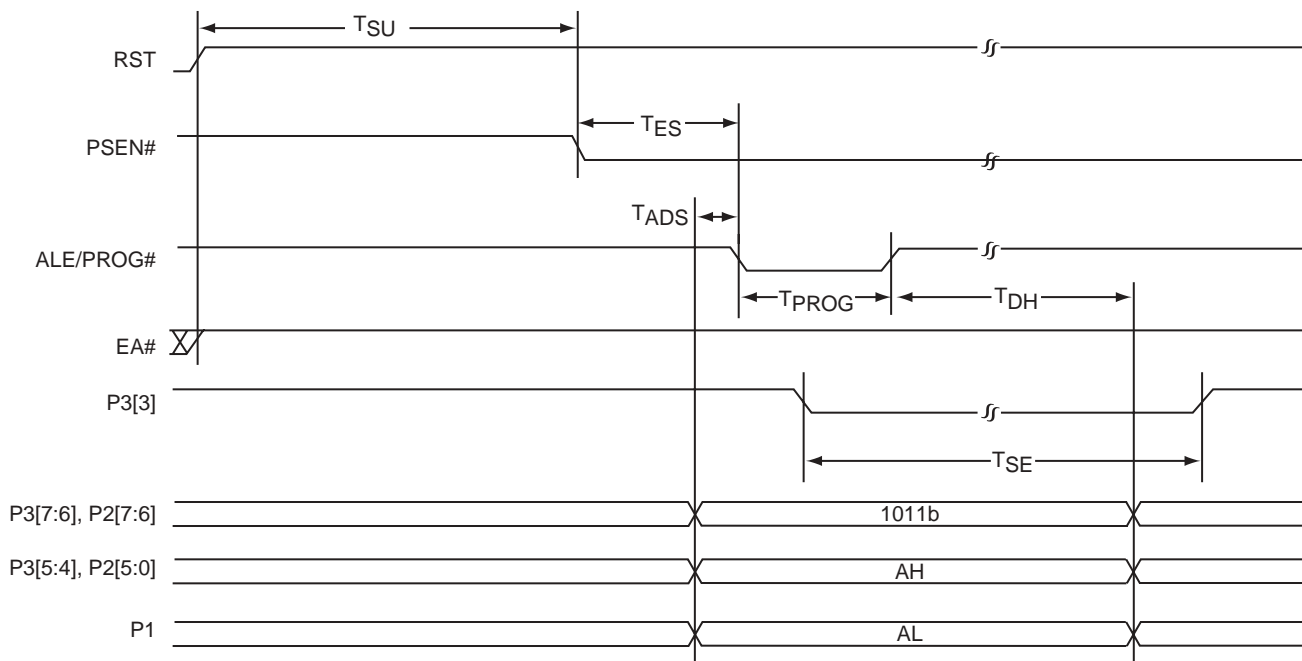 TSU
RST
TES
PSEN#
TADS
ALE/PROG#
TPROG
TDH
EA#
P3[3]
TSE
P3[7:6], P2[7:6]
1011b
P3[5:4], P2[5:0]
AH
P1
AL